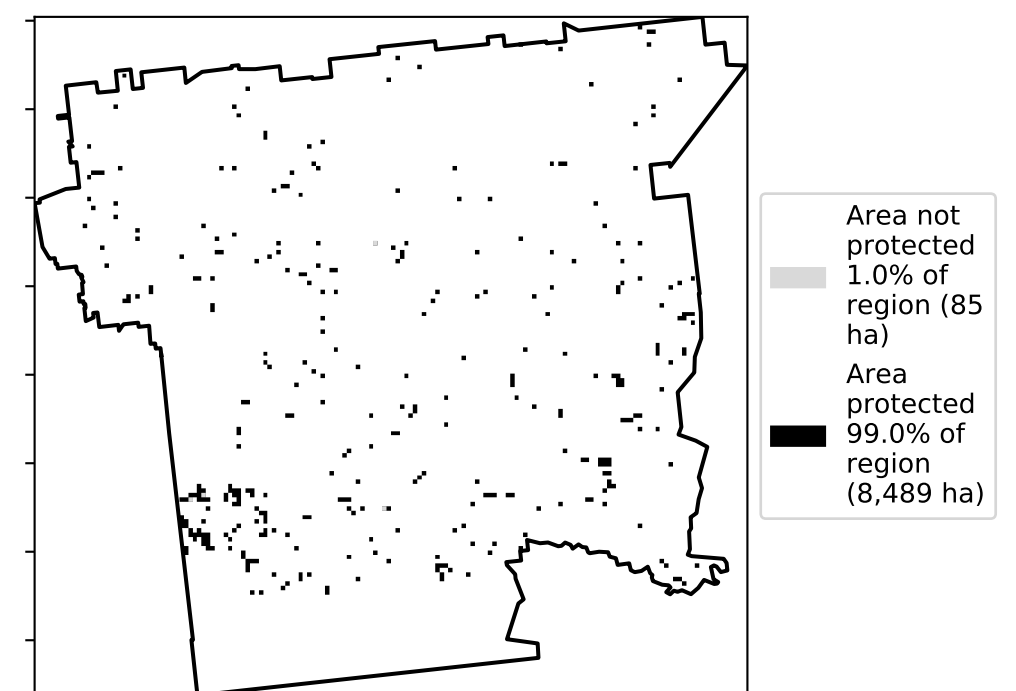 Area not
protected
1.0% of
region (85
ha)
Area
protected
99.0% of
region
(8,489 ha)